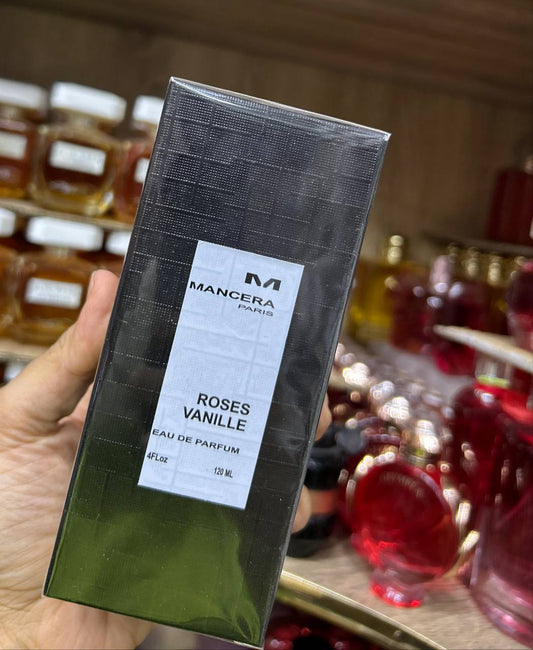 M
MANCERA
PARIS
ROSES
VANILLE
EAU DE PARFUM
4FLoz
120 ML